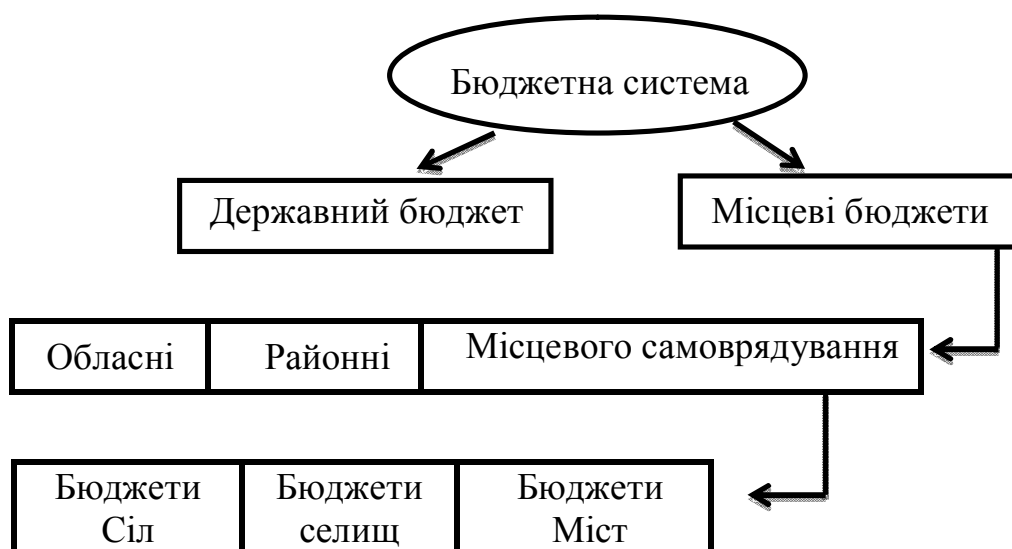 Бюджетна система
Державний бюджет
Місцеві бюджети
Обласні
Районні
Місцевого самоврядування
Бюджети
Сіл
Бюджети
селищ
Бюджети
Міст